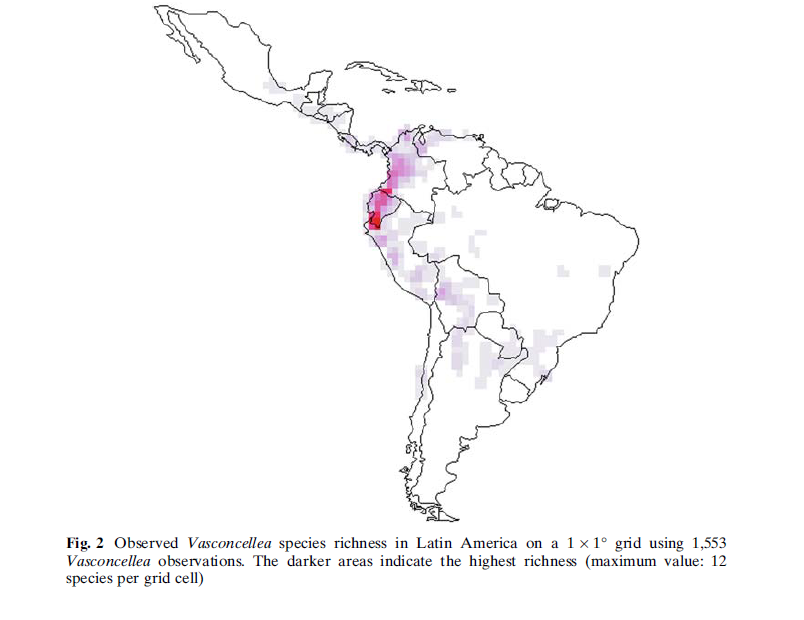 Fig. 2 Observed Vasconcellea species richness in Latin America on a 1 × 1° grid using 1,553
Vasconcellea observations. The darker areas indicate the highest richness (maximum value: 12
species per grid cell)